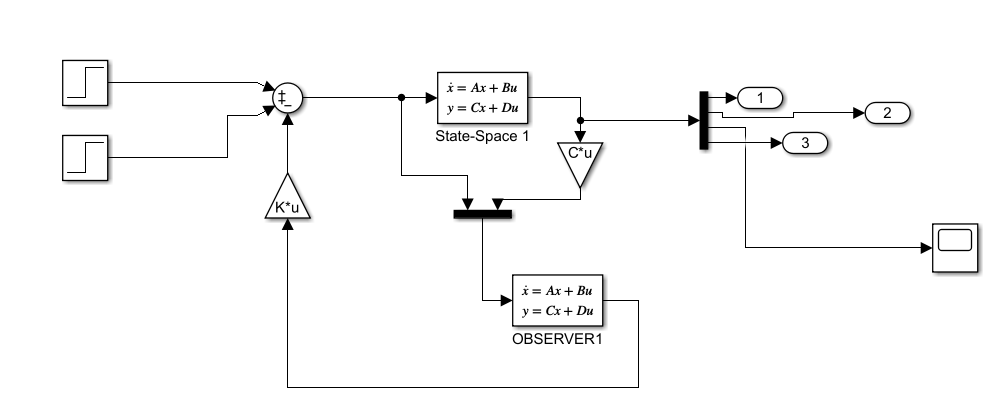 ẋ = Ax + Bu
y = Cx + Du
State-Space 1
1
2
3
C*u
K*u
ẋ = Ax + Bu
y = Cx + Du
OBSERVER1